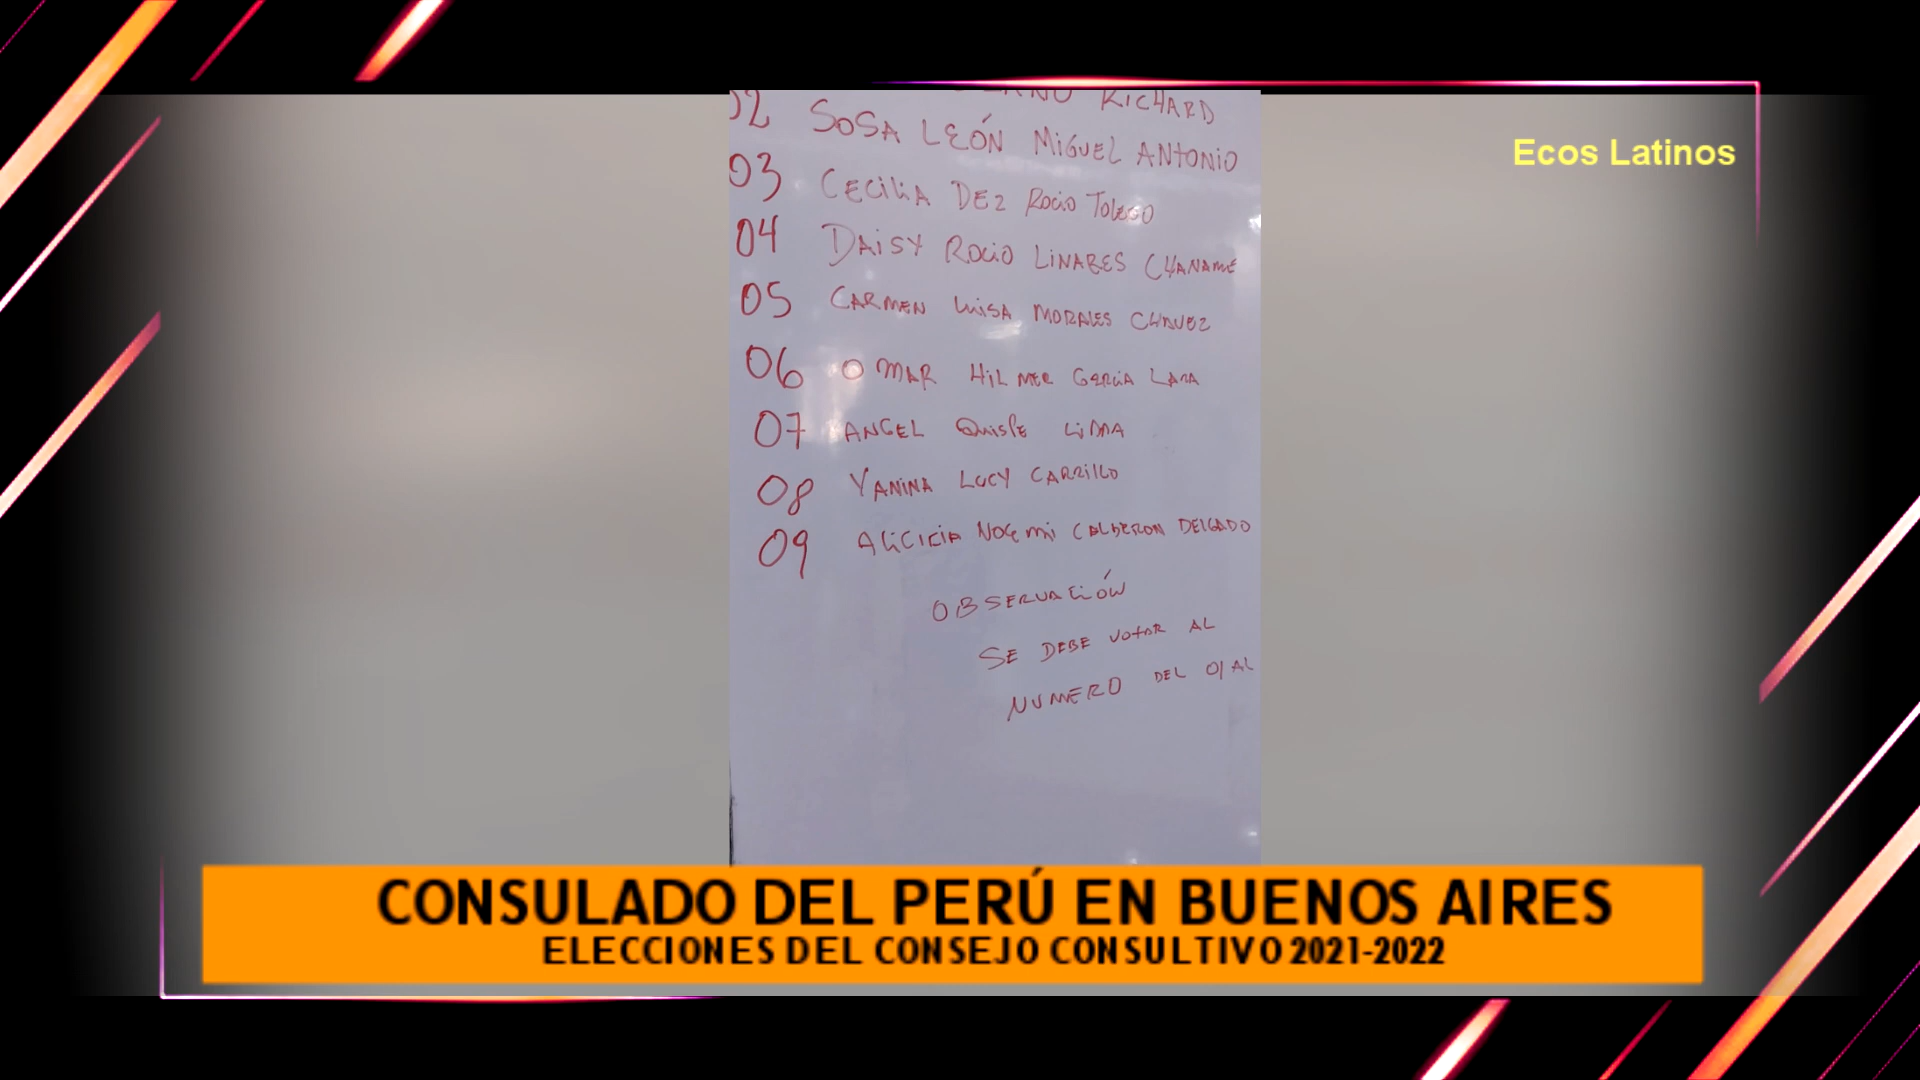 RICHARD
02 SOSA LEÓN MIGUEL ANTONIO
Ecos Latinos
03 CECILIA DEZ ROCIO TOLEDO
04 DAISY ROCIO LINARES CHANAME
05 CARMEN LUISA MORALES CHAVEZ
06 OMAR HILMER GARCIA LARA
07 ANGEL QUISPE LIMA
08 YANINA LUCY CARRILLO
09 NOEMI CALDERON DELGADO
OBSERVACIÓN
SE DEBE VOTAR AL
NUMERO DEL 01 AL
CONSULADO DEL PERÚ EN BUENOS AIRES
ELECCIONES DEL CONSEJO CONSULTIVO 2021-2022